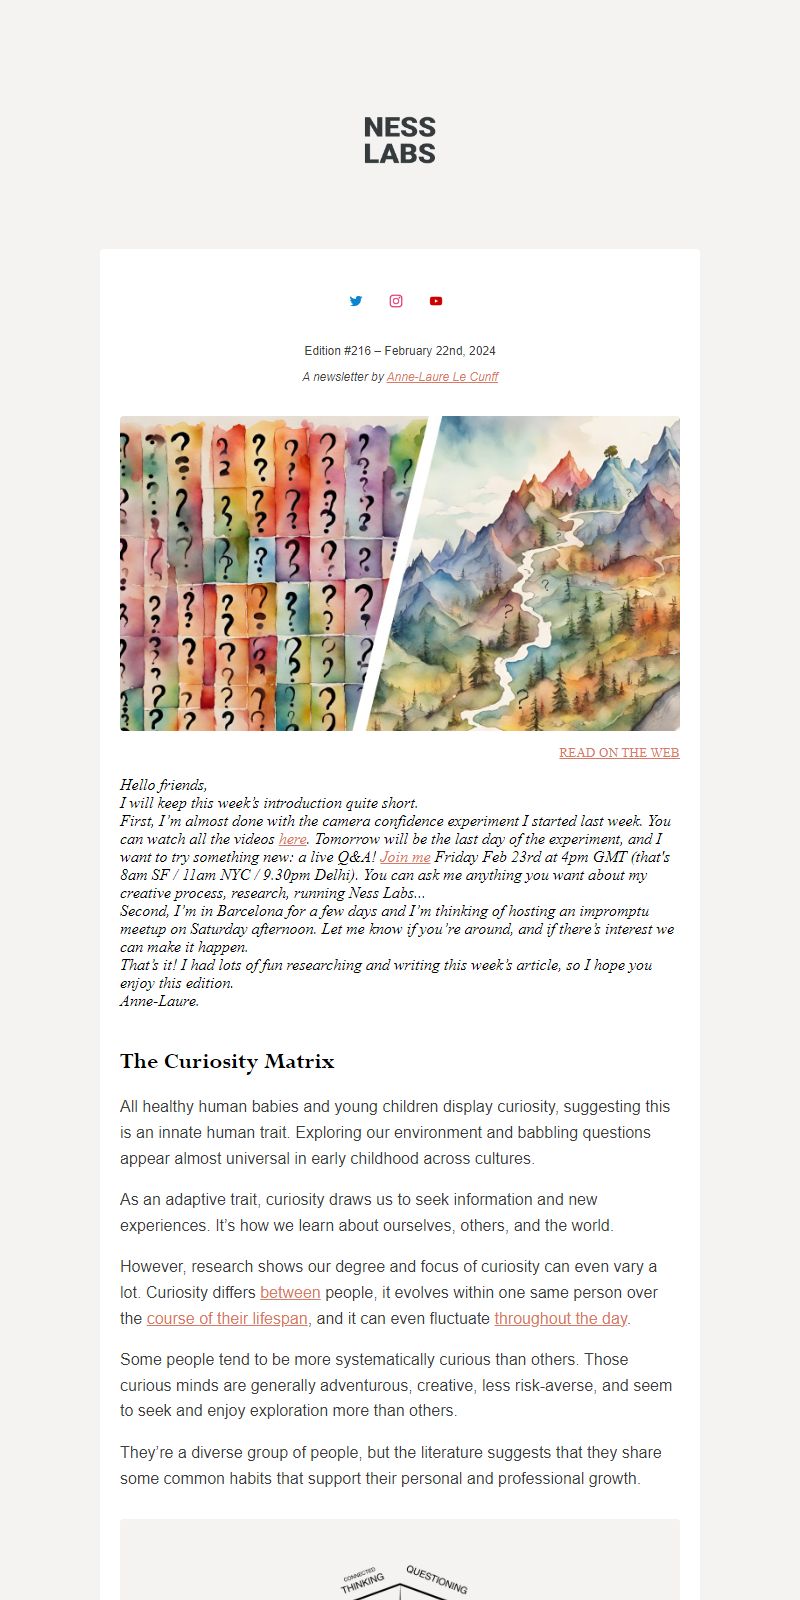 NESS
LABS
Edition #216 – February 22nd, 2024
A newsletter by Anne-Laure Le Cunff
READ ON THE WEB
Hello friends,
I will keep this week’s introduction quite short.
First, I’m almost done with the camera confidence experiment I started last week. You
can watch all the videos here. Tomorrow will be the last day of the experiment, and I
want to try something new: a live Q&A! Join me Friday Feb 23rd at 4pm GMT (that's
8am SF / 11am NYC / 9.30pm Delhi). You can ask me anything you want about my
creative process, research, running Ness Labs...
Second, I’m in Barcelona for a few days and I’m thinking of hosting an impromptu
meetup on Saturday afternoon. Let me know if you’re around, and if there’s interest we
can make it happen.
That’s it! I had lots of fun researching and writing this week’s article, so I hope you
enjoy this edition.
Anne-Laure.
The Curiosity Matrix
All healthy human babies and young children display curiosity, suggesting this
is an innate human trait. Exploring our environment and babbling questions
appear almost universal in early childhood across cultures.
As an adaptive trait, curiosity draws us to seek information and new
experiences. It’s how we learn about ourselves, others, and the world.
However, research shows our degree and focus of curiosity can even vary a
lot. Curiosity differs between people, it evolves within one same person over
the course of their lifespan, and it can even fluctuate throughout the day.
Some people tend to be more systematically curious than others. Those
curious minds are generally adventurous, creative, less risk-averse, and seem
to seek and enjoy exploration more than others.
They’re a diverse group of people, but the literature suggests that they share
some common habits that support their personal and professional growth.
CONNECTED
THINKING
QUESTIONING